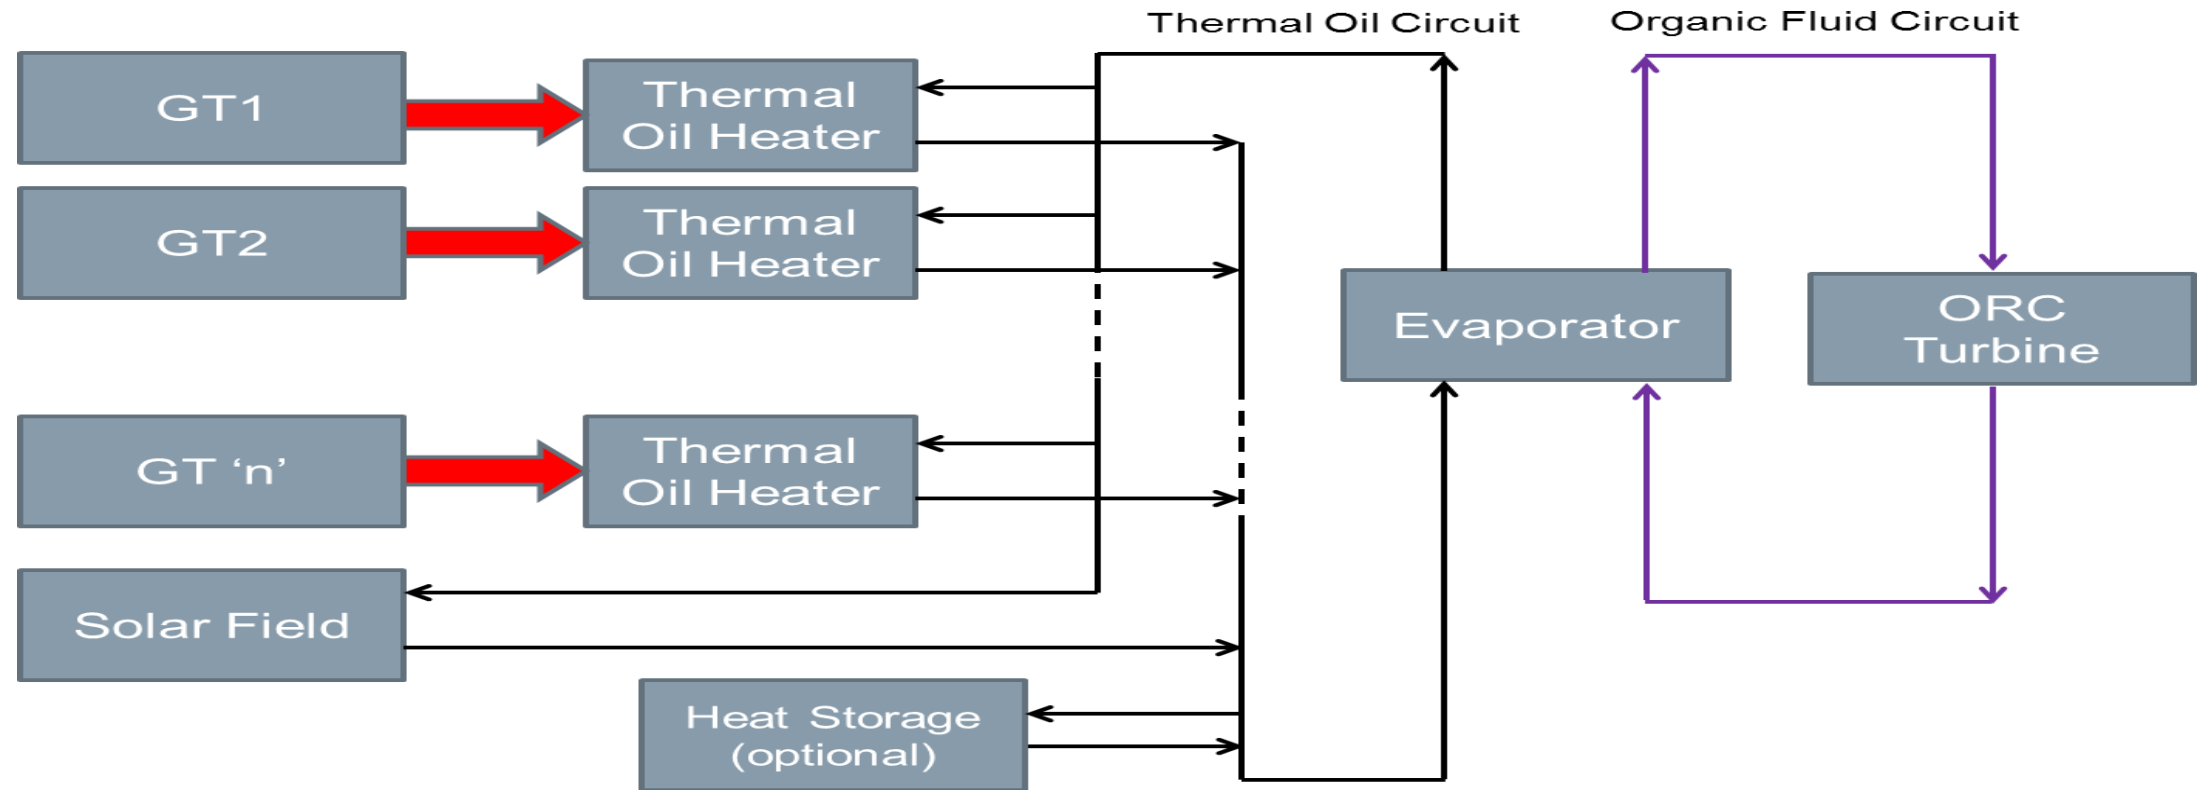 Thermal Oil Circuit
Organic Fluid Circuit
GT1
Thermal
Oil Heater
GT2
Thermal
Oil Heater
Evaporator
ORC
Turbine
GT ‘n’
Thermal
Oil Heater
Solar Field
Heat Storage
(optional)